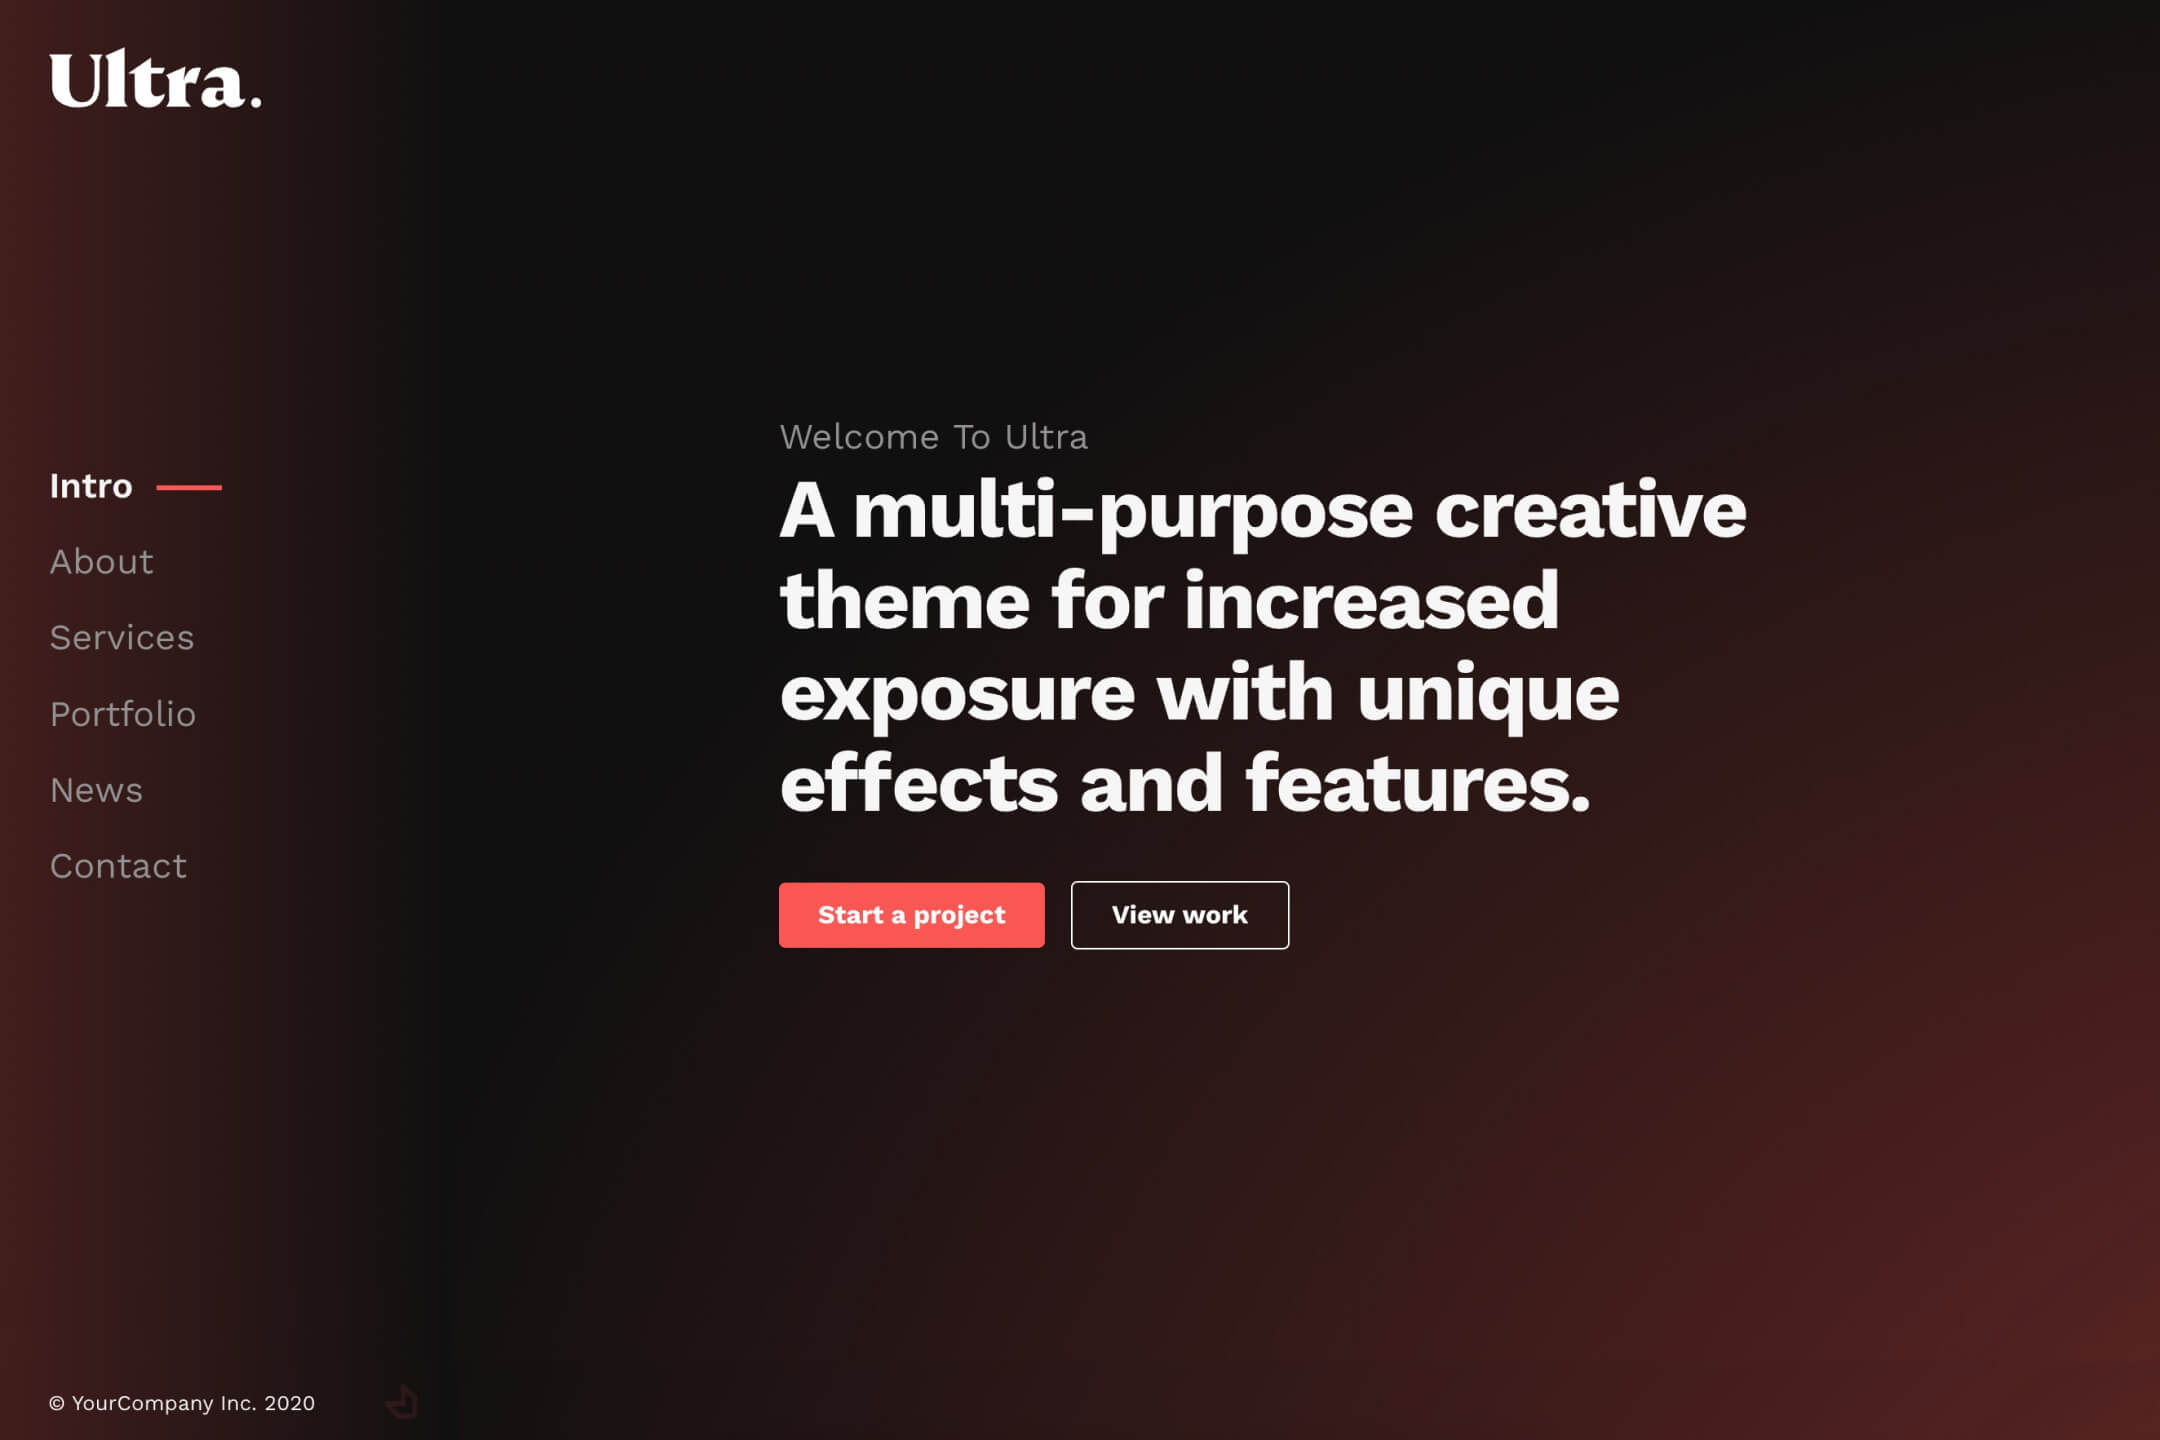 Ultra.
Intro
About
Services
Portfolio
News
Contact
© YourCompany Inc. 2020
Welcome To Ultra
A multi-purpose creative
theme for increased
exposure with unique
effects and features.
Start a project
View work